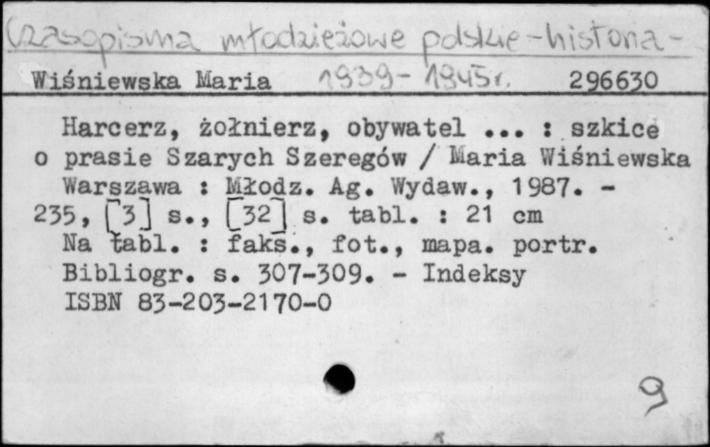 Czasopisma młodzieżowe polskie - historia -
Wiśniewska Maria 1939-1945 r. 296630
Harcerz, żołnierz, obywatel ... : szkice
o prasie Szarych Szeregów / Maria Wiśniewska
Warszawa : Młodz. Ag. Wydaw., 1987. -
235, [3] s., [32] s. tabl. : 21 cm
Na tabl. : faks., fot., mapa. portr.
Bibliogr. s. 307-309. - Indeksy
ISBN 83-203-2170-0
9